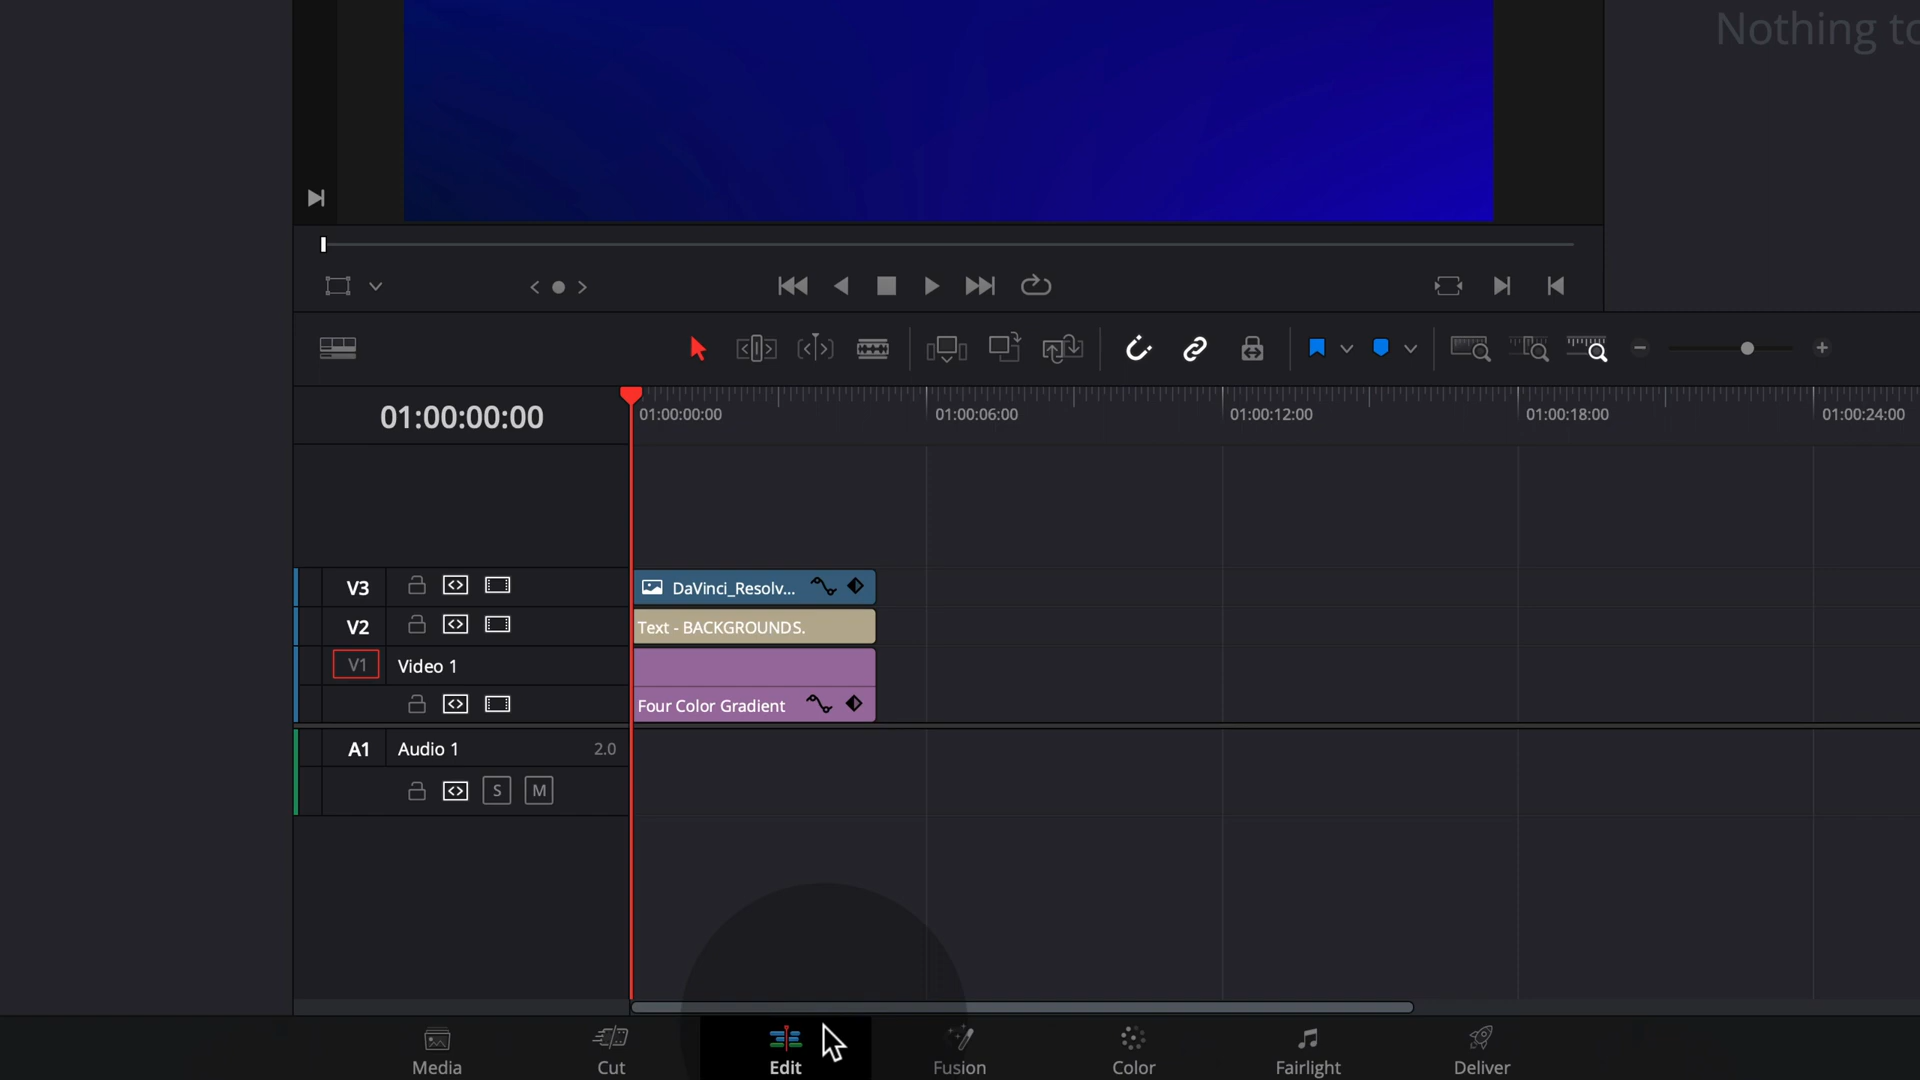 Nothing to
01:00:00:00
01:00:00:00
01:00:06:00
01:00:12:00
01:00:18:00
01:00:24:00
V3
DaVinci_Resolv...
V2
Text - BACKGROUNDS.
V1
Video 1
Four Color Gradient
A1
Audio 1
2.0
S
M
Media
Cut
Edit
Fusion
Color
Fairlight
Deliver